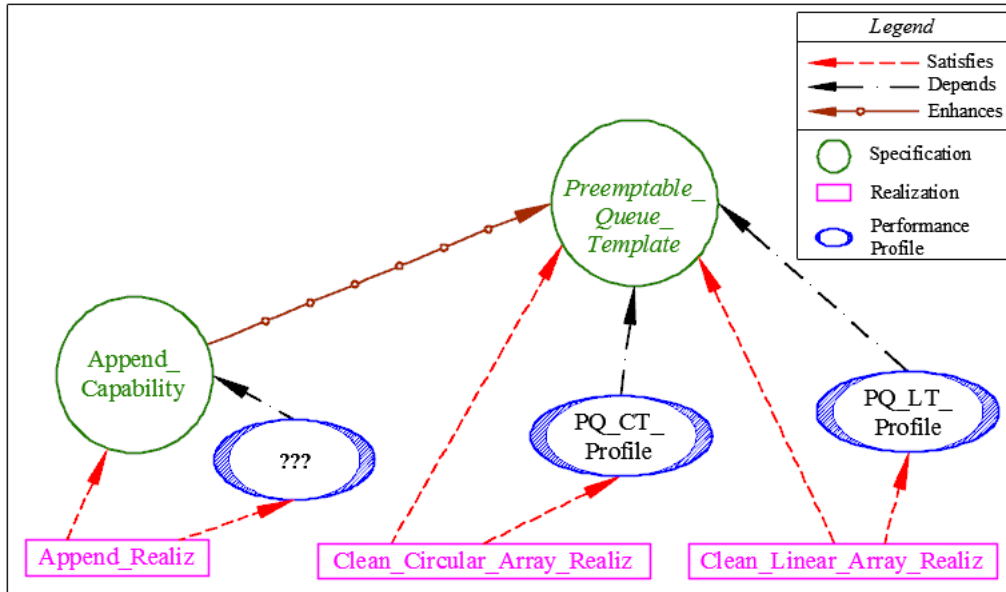 Legend
Satisfies
Depends
Enhances
Specification
Realization
Performance
Profile
Preemptable_
Queue_
Template
Append_
Capability
???
PQ_CT_
Profile
PQ_LT_
Profile
Append_Realiz
Clean_Circular_Array_Realiz
Clean_Linear_Array_Realiz